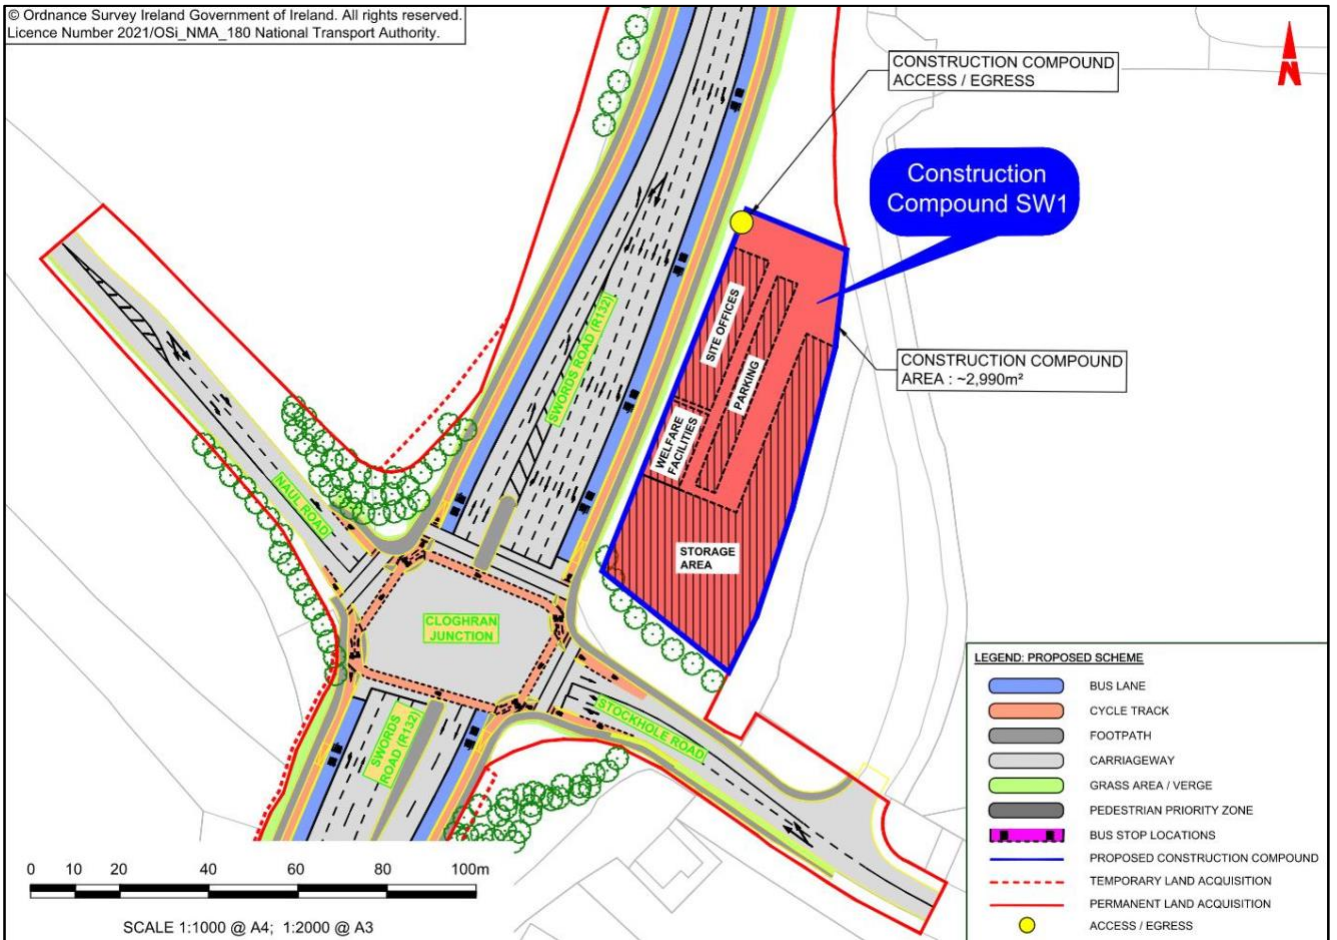 © Ordnance Survey Ireland Government of Ireland. All rights reserved.
Licence Number 2021/OSi_NMA_180 National Transport Authority.
CONSTRUCTION COMPOUND
ACCESS / EGRESS
N
Construction
Compound SW1
CONSTRUCTION COMPOUND
AREA : ~2,990m²
SITE OFFICES
PARKING
WELFARE
FACILITIES
STORAGE
AREA
SWORDS ROAD (R132)
NAUL ROAD
CLOGHRAN
JUNCTION
STOCKHOLE ROAD
SWORDS
ROAD (R132)
LEGEND: PROPOSED SCHEME
BUS LANE
CYCLE TRACK
FOOTPATH
CARRIAGEWAY
GRASS AREA / VERGE
PEDESTRIAN PRIORITY ZONE
BUS STOP LOCATIONS
PROPOSED CONSTRUCTION COMPOUND
TEMPORARY LAND ACQUISITION
PERMANENT LAND ACQUISITION
ACCESS / EGRESS
0 10 20 40 60 80 100m
SCALE 1:1000 @ A4; 1:2000 @ A3